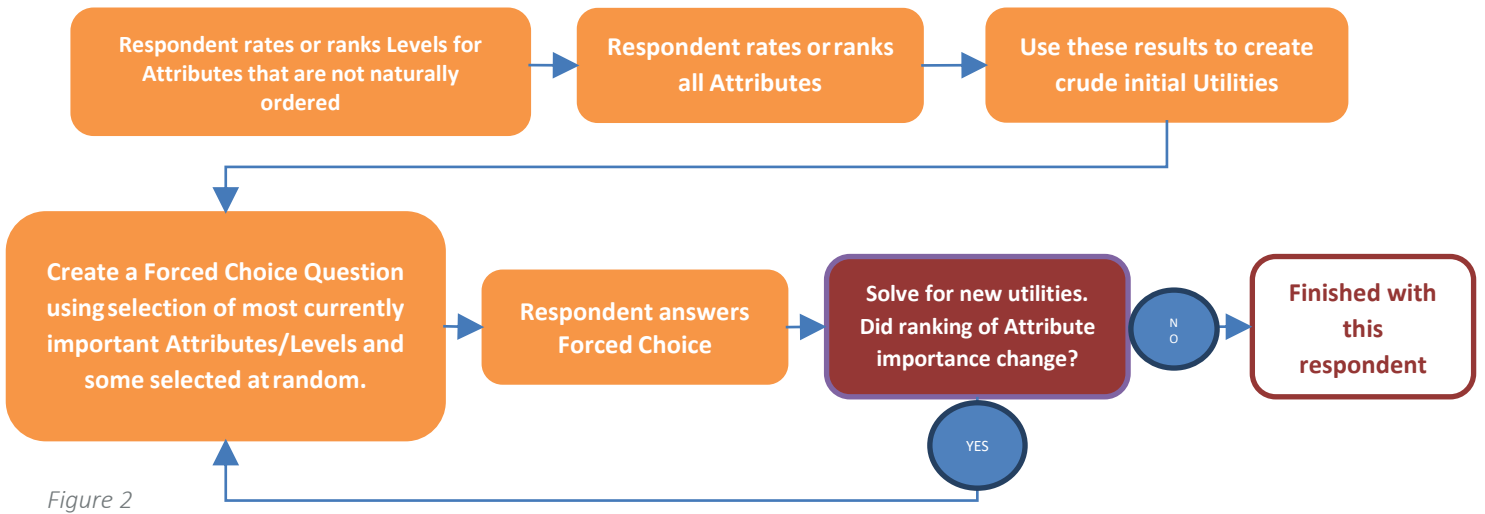 Respondent rates or ranks Levels for
Attributes that are not naturally
ordered
Respondent rates or ranks
all Attributes
Use these results to create
crude initial Utilities
Create a Forced Choice Question
using selection of most currently
important Attributes/Levels and
some selected at random.
Respondent answers
Forced Choice
Solve for new utilities.
Did ranking of Attribute
importance change?
N
O
Finished with
this
respondent
YES
Figure 2